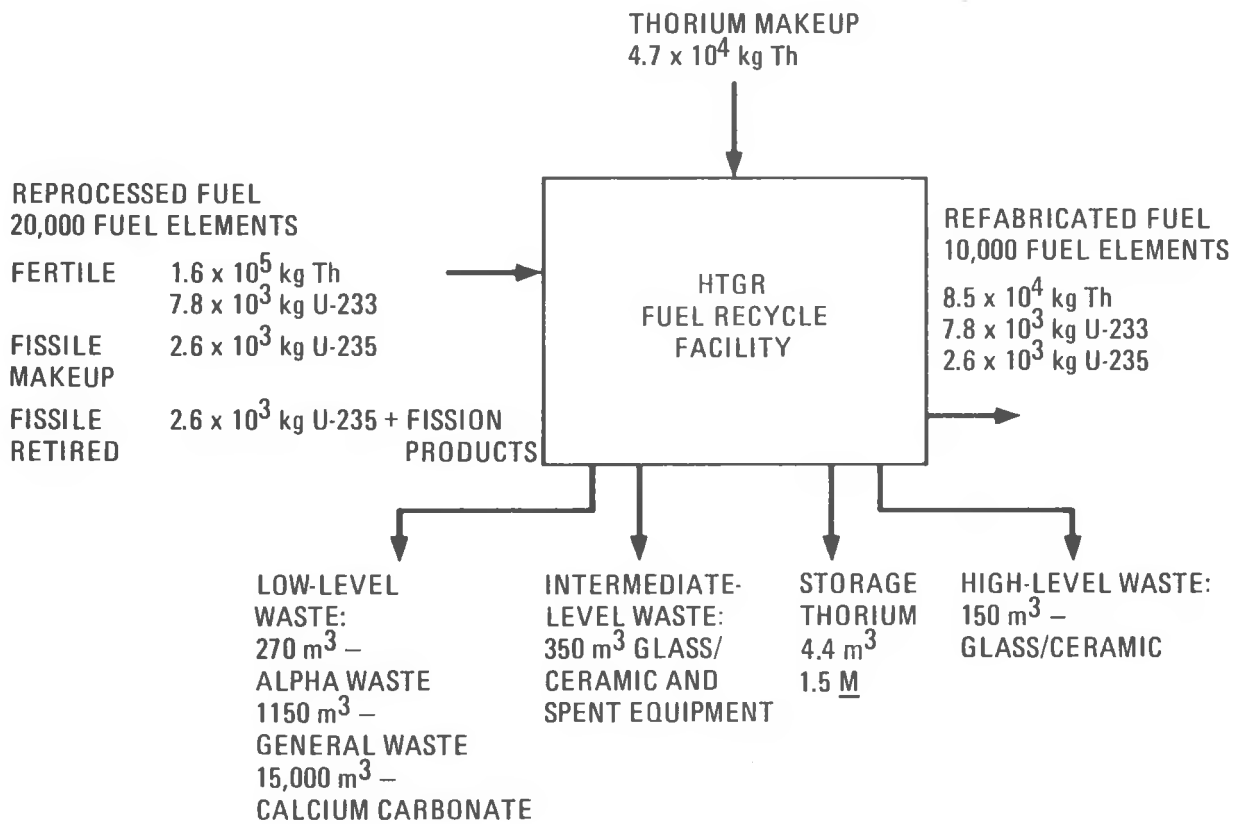 THORIUM MAKEUP
4.7 x 10⁴ kg Th
REPROCESSED FUEL
20,000 FUEL ELEMENTS
FERTILE 1.6 x 10⁵ kg Th
7.8 x 10³ kg U-233
FISSILE 2.6 x 10³ kg U-235
MAKEUP
FISSILE 2.6 x 10³ kg U-235 + FISSION
RETIRED PRODUCTS
HTGR
FUEL RECYCLE
FACILITY
REFABRICATED FUEL
10,000 FUEL ELEMENTS
8.5 x 10⁴ kg Th
7.8 x 10³ kg U-233
2.6 x 10³ kg U-235
LOW-LEVEL
WASTE:
270 m³ –
ALPHA WASTE
1150 m³ –
GENERAL WASTE
15,000 m³ –
CALCIUM CARBONATE
INTERMEDIATE-
LEVEL WASTE:
350 m³ GLASS/
CERAMIC AND
SPENT EQUIPMENT
STORAGE
THORIUM
4.4 m³
1.5 M
HIGH-LEVEL WASTE:
150 m³ –
GLASS/CERAMIC